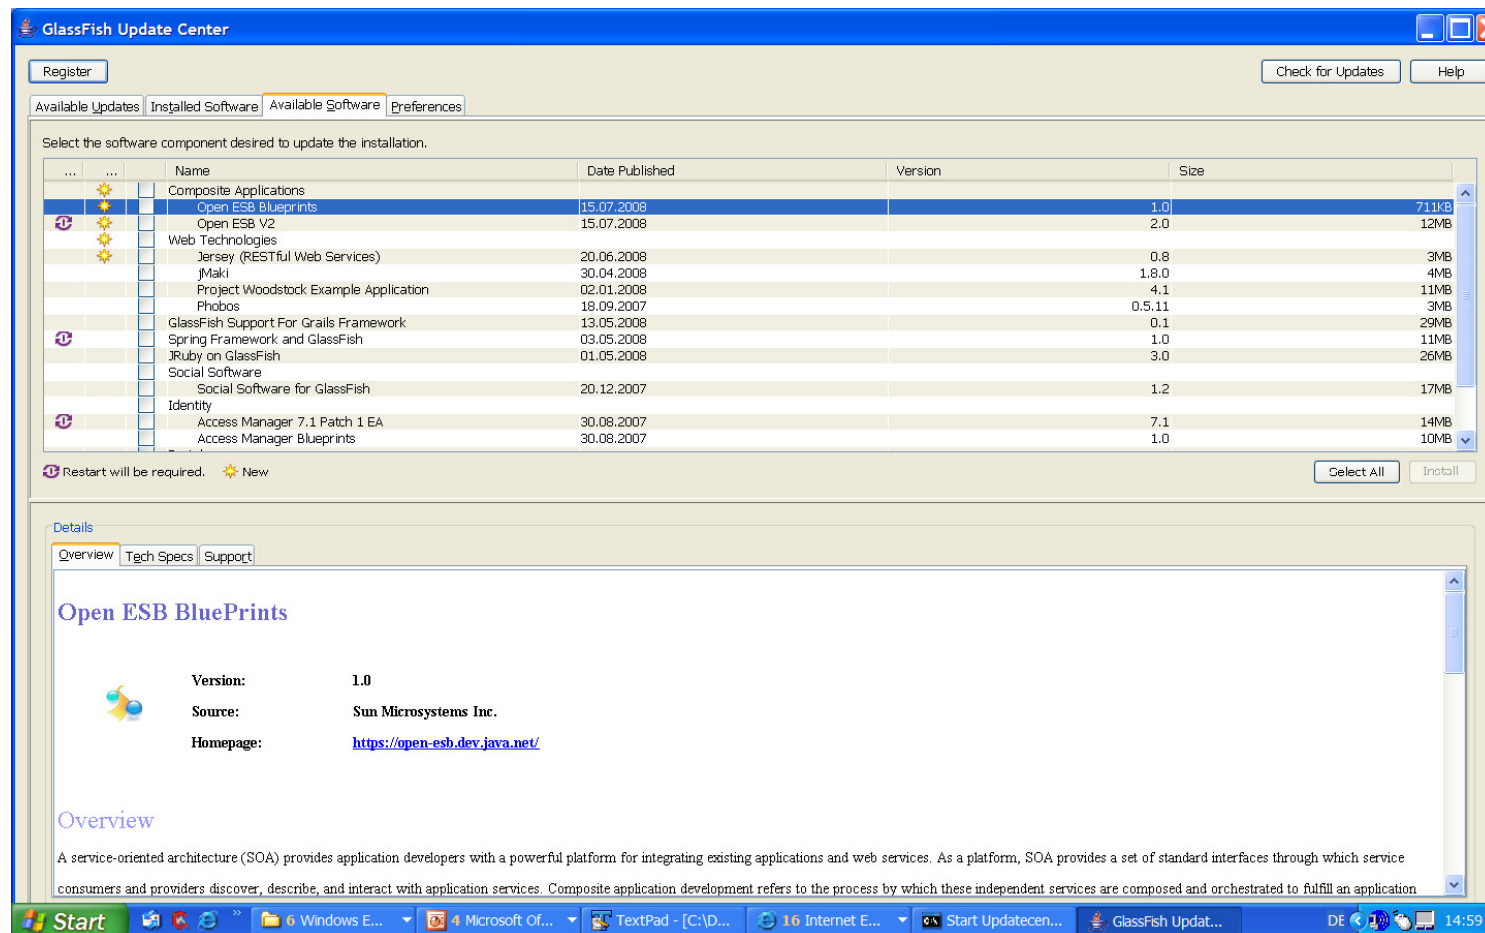 GlassFish Update Center
Register
Check for Updates
Help
Available Updates
Installed Software
Available Software
Preferences
Select the software component desired to update the installation.
... ... Name Date Published Version Size
Composite Applications
Open ESB Blueprints 15.07.2008 1.0 711KB
Open ESB V2 15.07.2008 2.0 12MB
Web Technologies
Jersey (RESTful Web Services) 20.06.2008 0.8 3MB
jMaki 30.04.2008 1.8.0 4MB
Project Woodstock Example Application 02.01.2008 4.1 11MB
Phobos 18.09.2007 0.5.11 3MB
GlassFish Support For Grails Framework 13.05.2008 0.1 29MB
Spring Framework and GlassFish 03.05.2008 1.0 11MB
JRuby on GlassFish 01.05.2008 3.0 26MB
Social Software
Social Software for GlassFish 20.12.2007 1.2 17MB
Identity
Access Manager 7.1 Patch 1 EA 30.08.2007 7.1 14MB
Access Manager Blueprints 30.08.2007 1.0 10MB
Restart will be required. New
Select All
Install
Details
Overview Tech Specs Support
Open ESB BluePrints
Version: 1.0
Source: Sun Microsystems Inc.
Homepage: https://open-esb.dev.java.net/
Overview
A service-oriented architecture (SOA) provides application developers with a powerful platform for integrating existing applications and web services. As a platform, SOA provides a set of standard interfaces through which service
consumers and providers discover, describe, and interact with application services. Composite application development refers to the process by which these independent services are composed and orchestrated to fulfill an application
Start » 6 Windows E... 4 Microsoft Of... TextPad - [C:\D... 16 Internet E... Start Updatecen... GlassFish Updat... DE 14:59